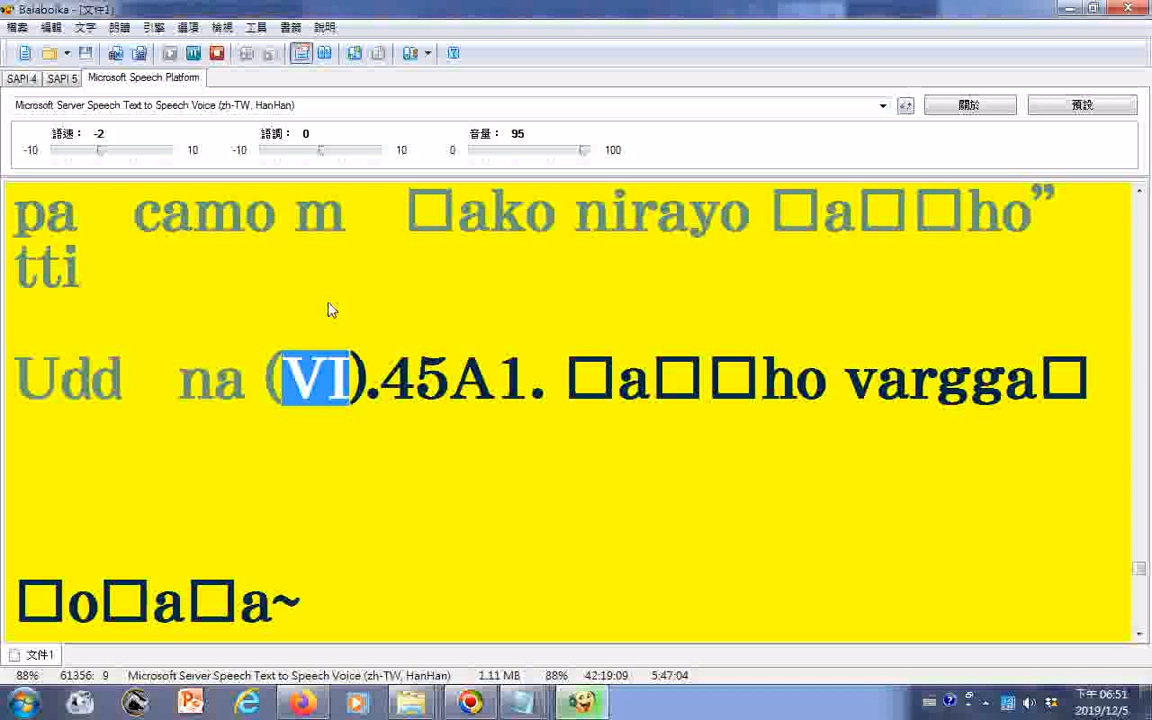 Balabolka - [文件1]
檔案 編輯 文字 朗讀 引擎 選項 檢視 工具 書籤 說明
SAPI 4 SAPI 5 Microsoft Speech Platform
Microsoft Server Speech Text to Speech Voice (zh-TW, HanHan) 關於 預設
語速： -2 語調： 0 音量： 95
-10 10 -10 10 0 100
pa camo m □ako nirayo □a□□ho”
tti
Udd na (VI).45A1. □a□□ho vargga□
□o□a□a~
文件1
88% 61356: 9 Microsoft Server Speech Text to Speech Voice (zh-TW, HanHan) 1.11 MB 88% 42:19:09 5:47:04
下午 06:51
2019/12/5